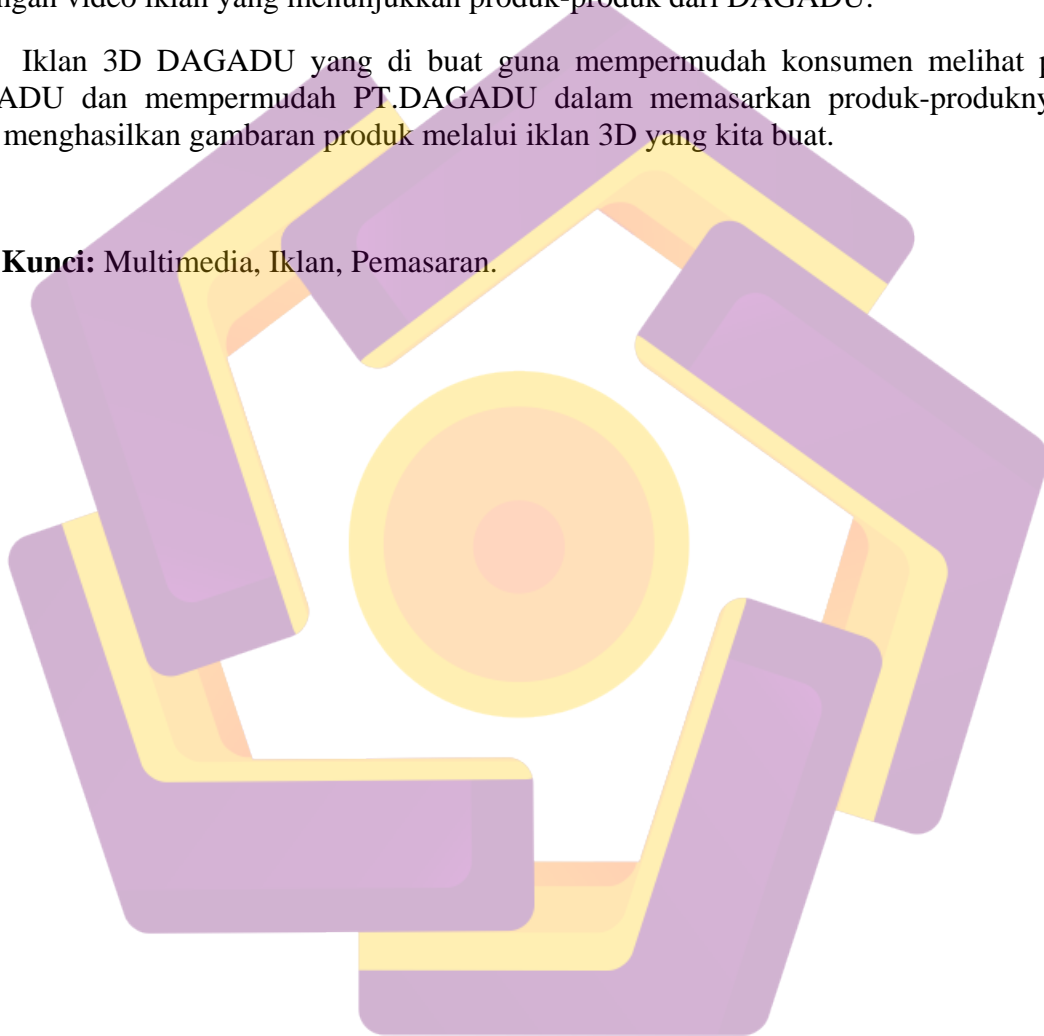 ngan video iklan yang menunjukkan produk-produk dari DAGADU.
Iklan 3D DAGADU yang di buat guna mempermudah konsumen melihat p
ADU dan mempermudah PT.DAGADU dalam memasarkan produk-produkny
menghasilkan gambaran produk melalui iklan 3D yang kita buat.
Kunci: Multimedia, Iklan, Pemasaran.